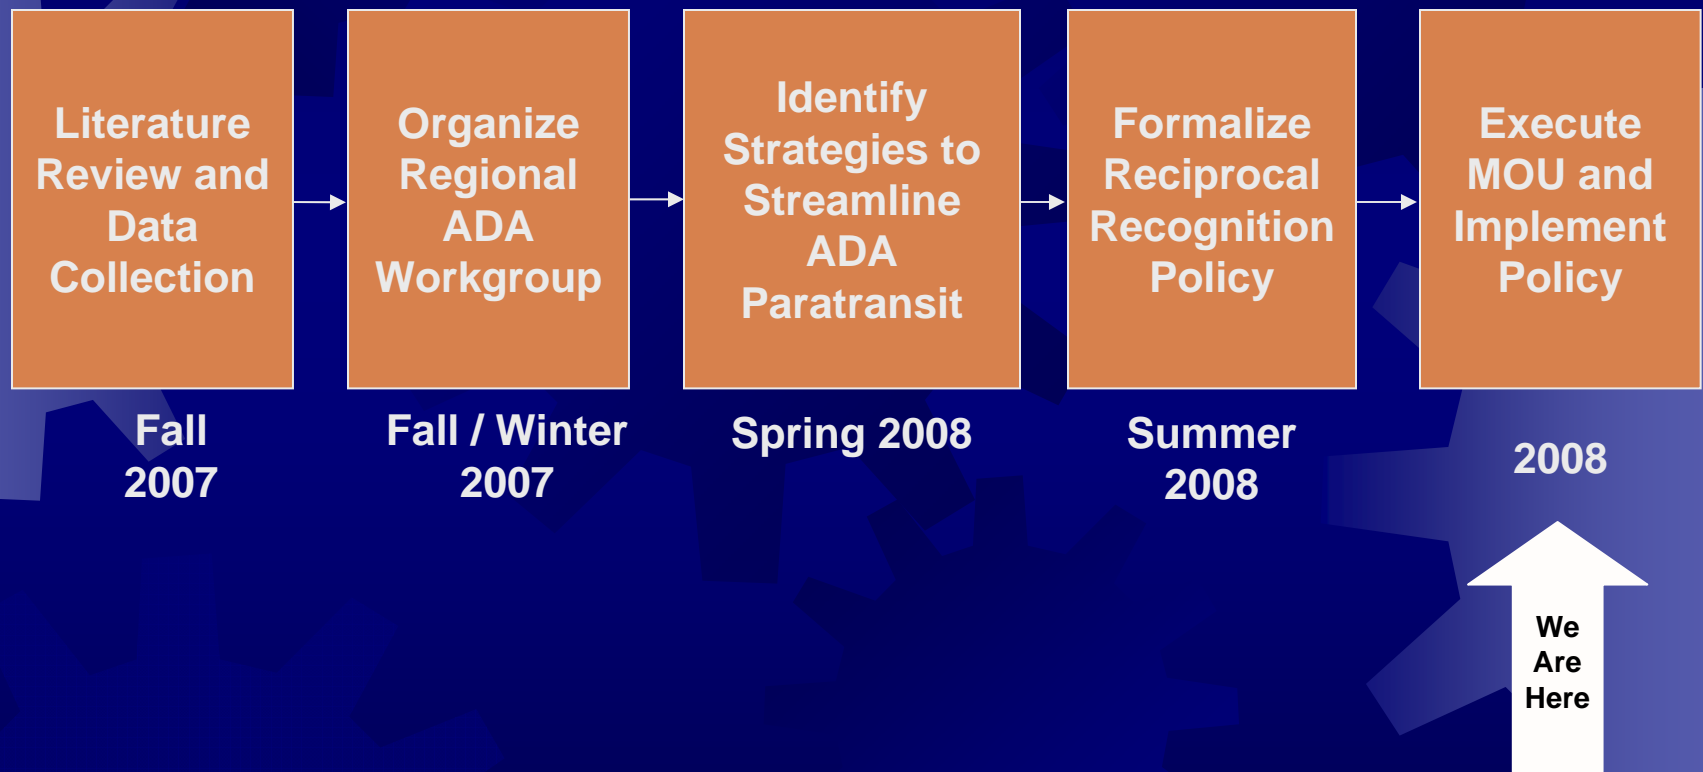 Literature
Review and
Data
Collection
Organize
Regional
ADA
Workgroup
Identify
Strategies to
Streamline
ADA
Paratransit
Formalize
Reciprocal
Recognition
Policy
Execute
MOU and
Implement
Policy
Fall
2007
Fall / Winter
2007
Spring 2008
Summer
2008
2008
We
Are
Here